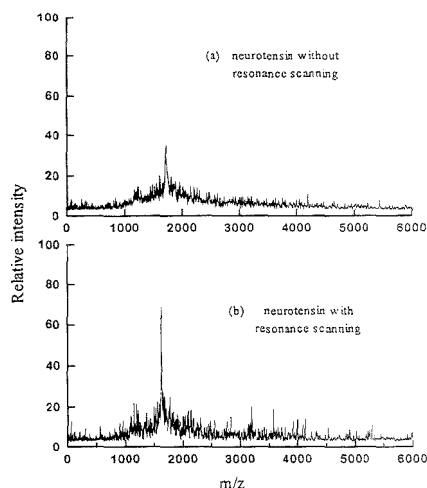 100
80
(a) neurotensin without
resonance scanning
60
40
20
0
0 1000 2000 3000 4000 5000 6000
Relative intensity
100
80
(b) neurotensin with
resonance scanning
60
40
20
0
0 1000 2000 3000 4000 5000 6000
m/z